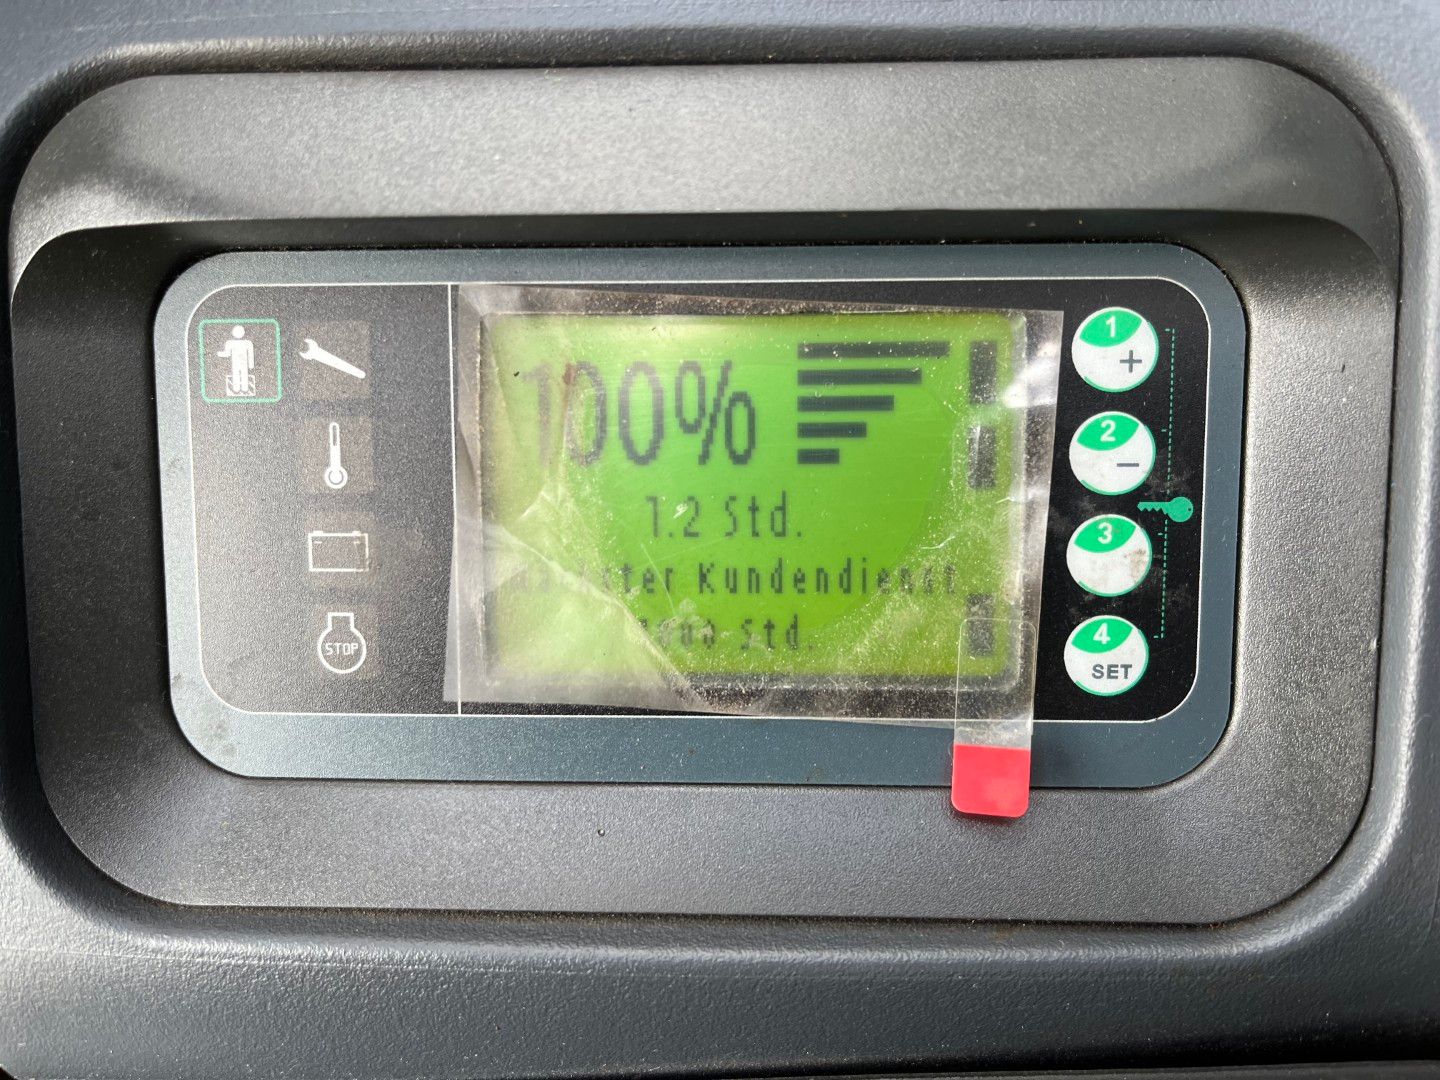 100%
1.2 Std.
Kundendienst
Std.
1
+
2
−
3
4
SET
STOP